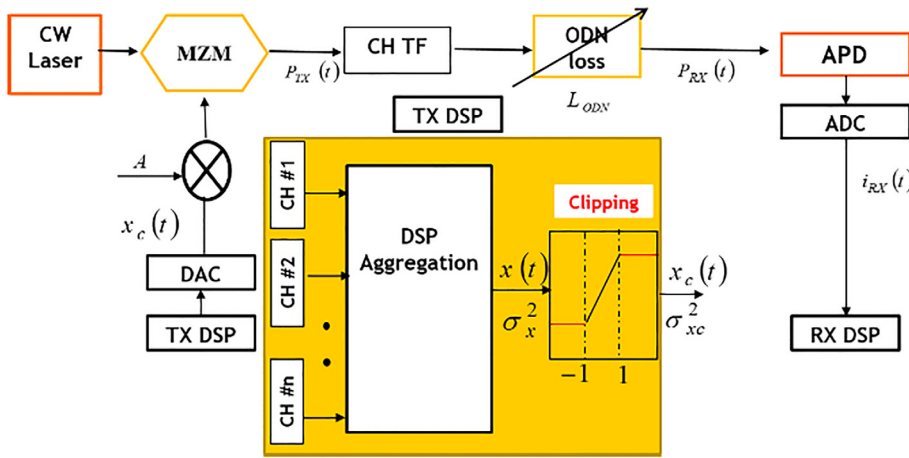 CW
Laser
MZM
P_TX (t)
CH TF
ODN
loss
L_ODN
P_RX (t)
APD
ADC
i_RX (t)
RX DSP
A
x_c (t)
DAC
TX DSP
TX DSP
CH #1
CH #2
CH #n
DSP
Aggregation
x (t)
σ_x^2
Clipping
-1 1
x_c (t)
σ_xc^2